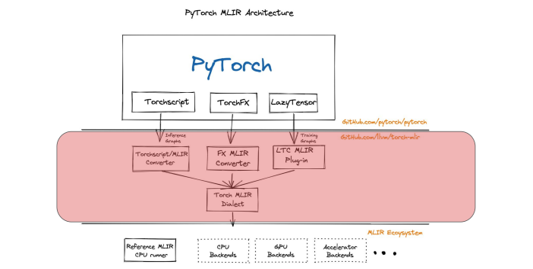 PyTorch MLIR Architecture
PyTorch
Torchscript
TorchFX
LazyTensor
GitHub.com/pytorch/pytorch
Inference
Graphs
Training
Graphs
GitHub.com/llvm/torch-mlir
Torchscript/MLIR
Converter
FX MLIR
Converter
LTC MLIR
Plug-in
Torch MLIR
Dialect
MLIR Ecosystem
Reference MLIR
CPU runner
CPU
Backends
GPU
Backends
Accelerator
Backends